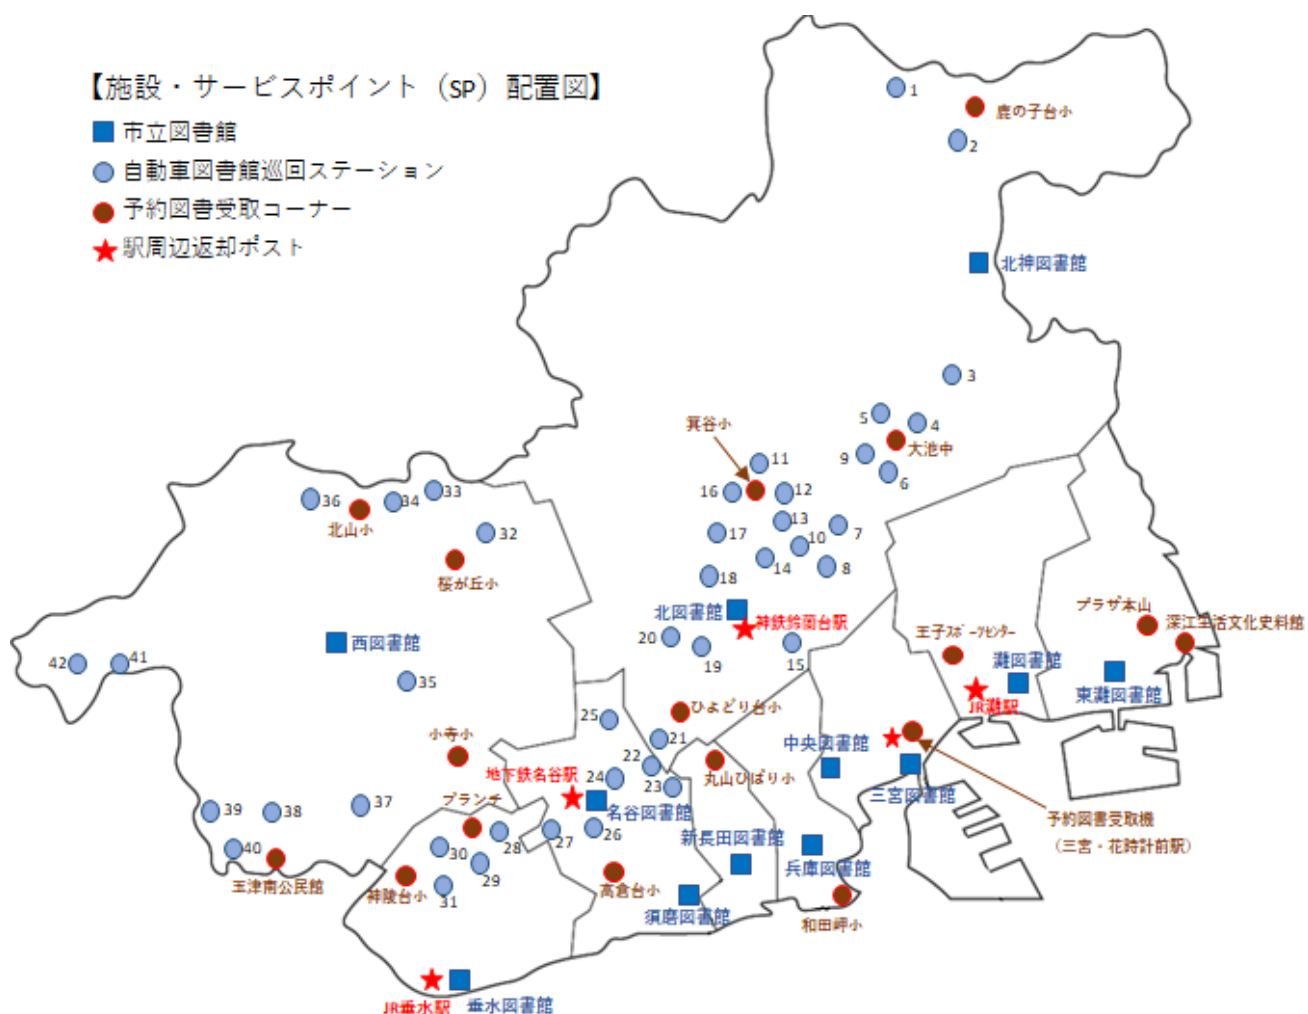 【施設・サービスポイント（SP）配置図】
市立図書館
自動車図書館巡回ステーション
予約図書受取コーナー
駅周辺返却ポスト
1
鹿の子台小
2
北神図書館
3
5
4
箕谷小
大池中
9
11
6
16
12
36
34
33
13
7
北山小
17
10
32
14
8
桜が丘小
18
北図書館
神鉄鈴蘭台駅
プラザ本山
深江生活文化史料館
王子スポーツセンター
20
西図書館
19
15
灘図書館
42
41
35
東灘図書館
JR灘駅
25
ひよどり台小
小寺小
21
中央図書館
22
地下鉄名谷駅
24
23
丸山ひばり小
三宮図書館
プランチ
39
38
37
名谷図書館
予約図書受取機
（三宮・花時計前駅）
26
27
28
新長田図書館
40
30
兵庫図書館
29
玉津南公民館
神陵台小
31
高倉台小
須磨図書館
和田岬小
JR垂水駅
垂水図書館